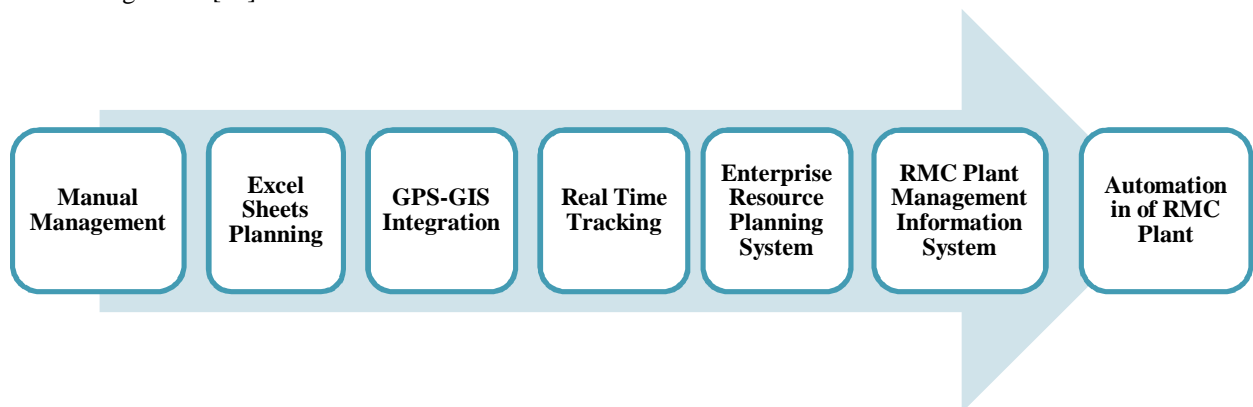 Manual
Management
Excel
Sheets
Planning
GPS-GIS
Integration
Real Time
Tracking
Enterprise
Resource
Planning
System
RMC Plant
Management
Information
System
Automation
in of RMC
Plant